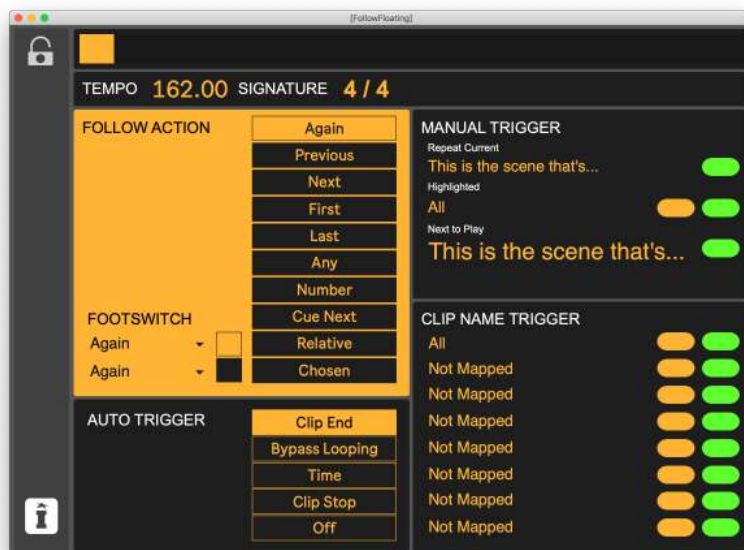 [FollowFloating]
TEMPO 162.00 SIGNATURE 4 / 4
FOLLOW ACTION
Again
Previous
Next
First
Last
Any
Number
Cue Next
Relative
Chosen
FOOTSWITCH
Again
Again
AUTO TRIGGER
Clip End
Bypass Looping
Time
Clip Stop
Off
MANUAL TRIGGER
Repeat Current
This is the scene that's...
Highlighted
All
Next to Play
This is the scene that's...
CLIP NAME TRIGGER
All
Not Mapped
Not Mapped
Not Mapped
Not Mapped
Not Mapped
Not Mapped
Not Mapped